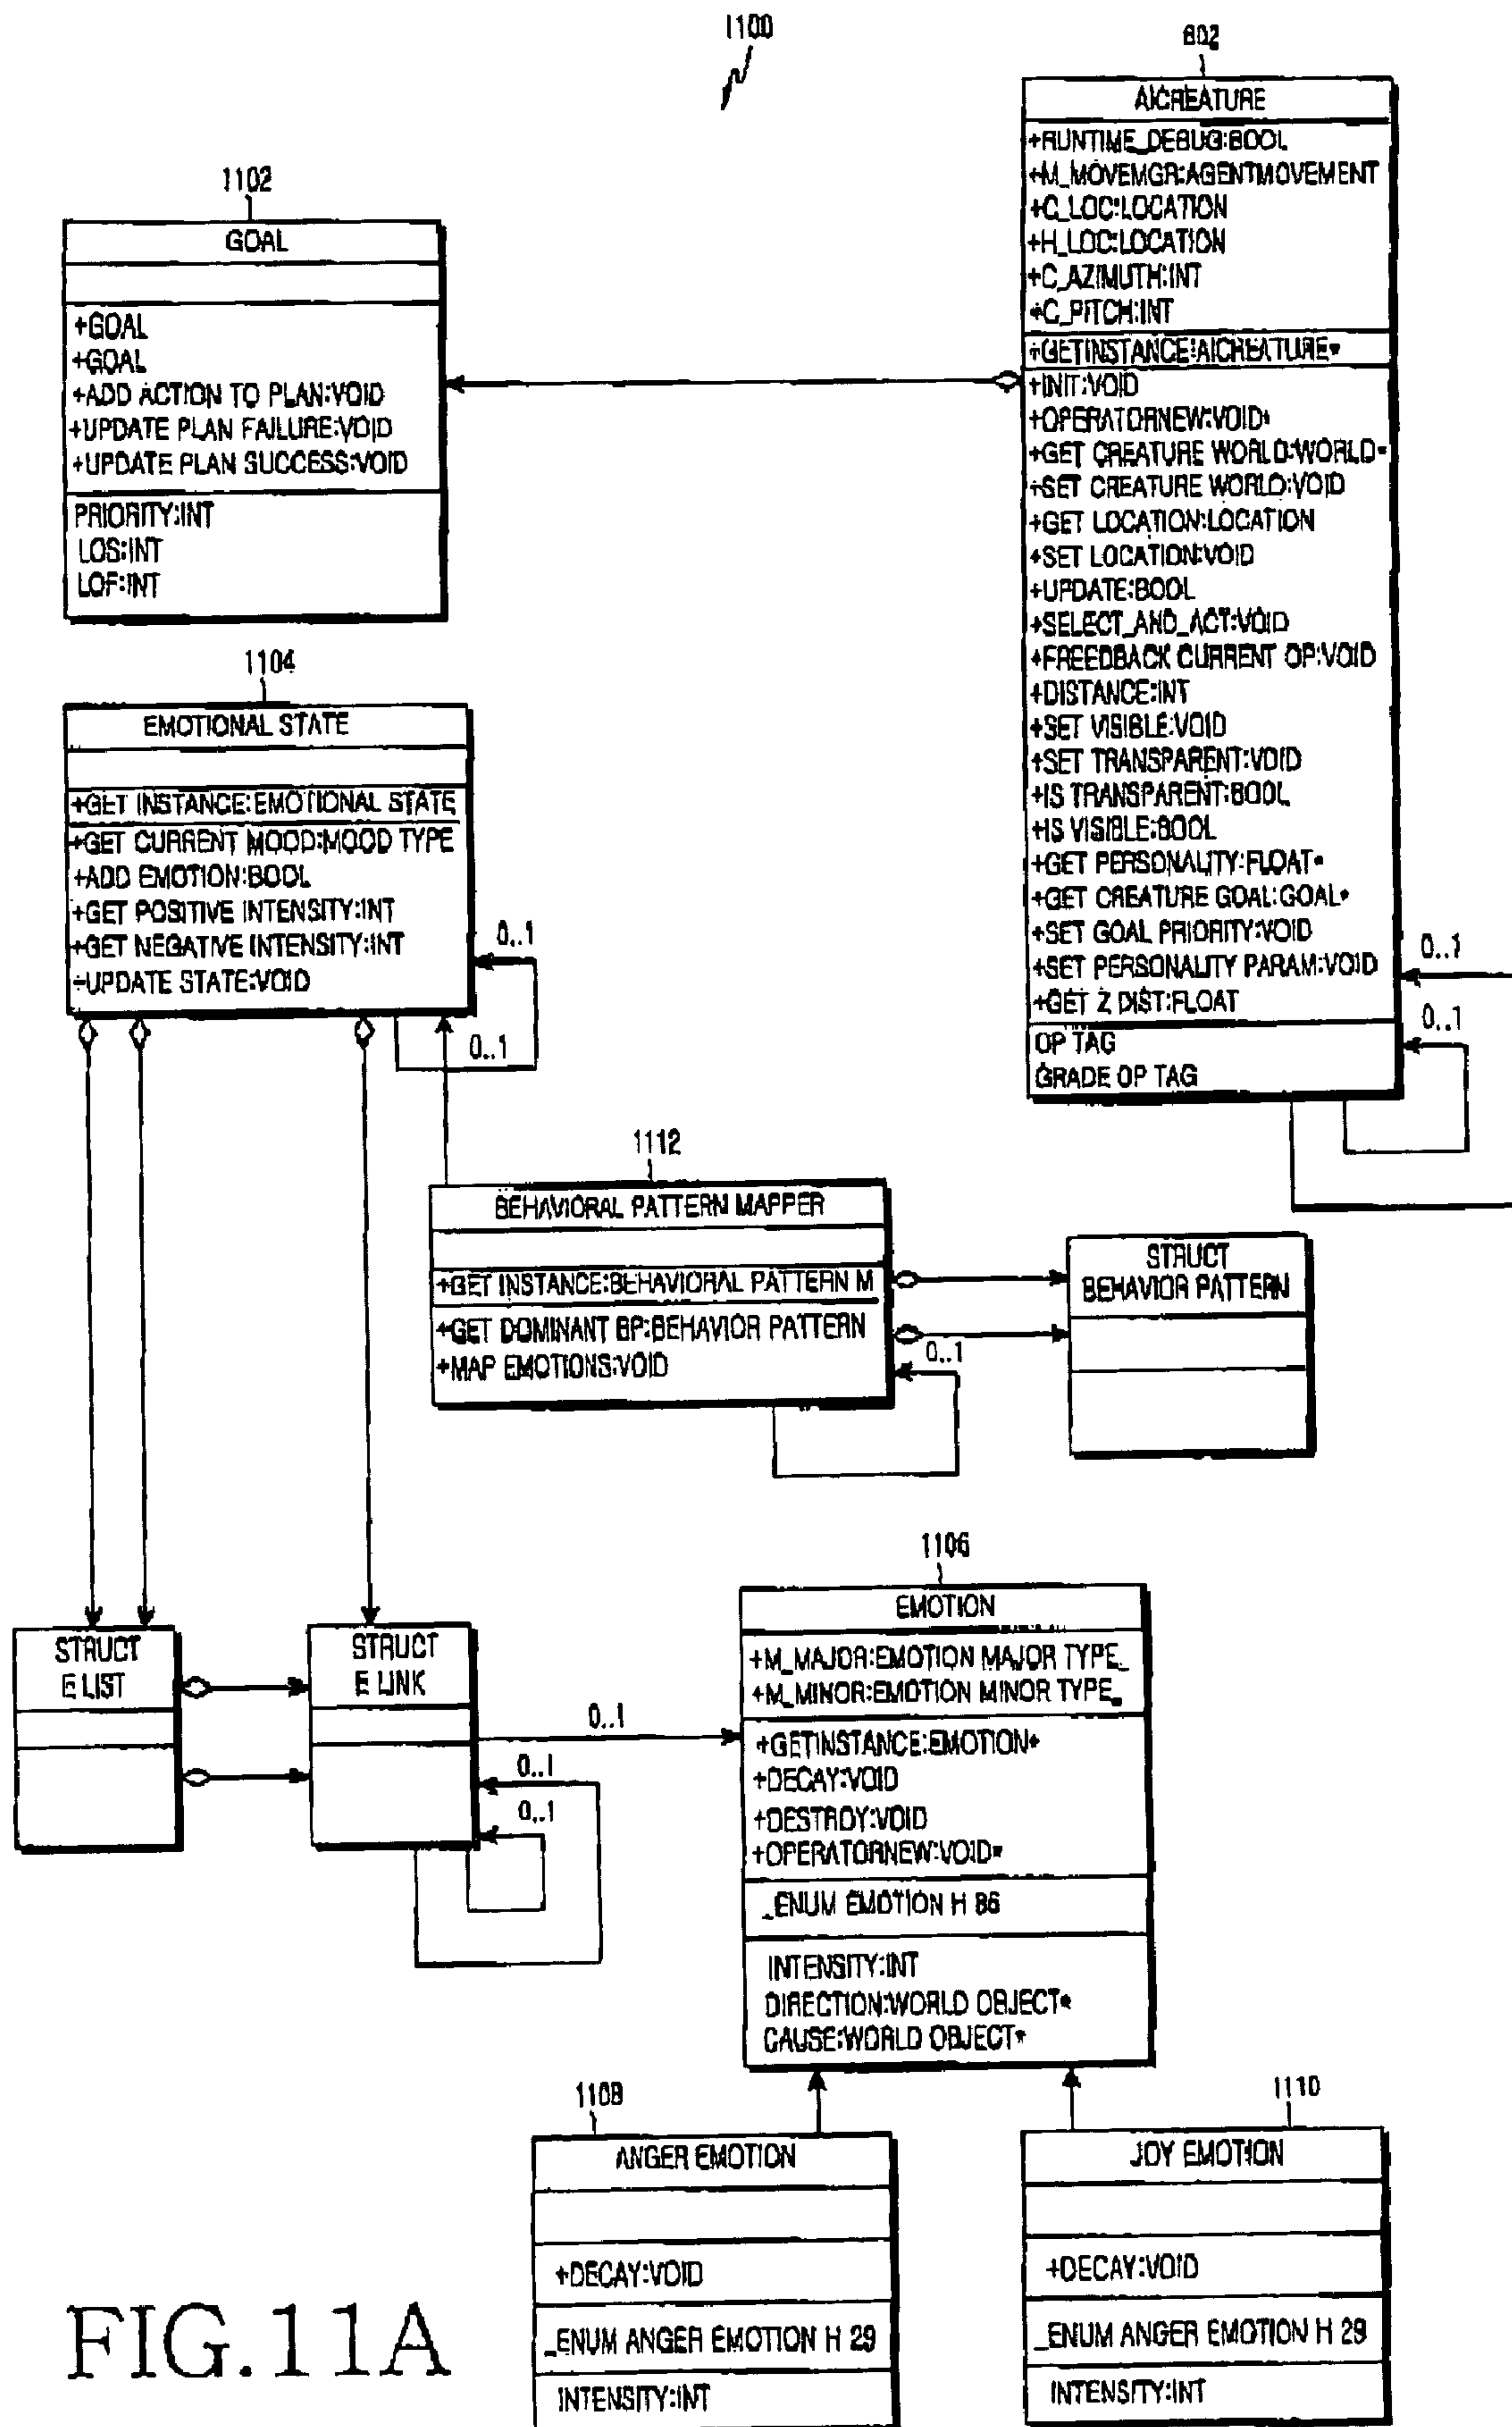 1100
802
AICREATURE
+RUNTIME_DEBUG:BOOL
+M_MOVEMGR:AGENTMOVEMENT
+C_LOC:LOCATION
+H_LOC:LOCATION
+C_AZIMUTH:INT
+C_PITCH:INT
+GETINSTANCE:AICREATURE*
+INIT:VOID
+OPERATORNEW:VOID*
+GET CREATURE WORLD:WORLD*
+SET CREATURE WORLD:VOID
+GET LOCATION:LOCATION
+SET LOCATION:VOID
+UPDATE:BOOL
+SELECT_AND_ACT:VOID
+FREEDBACK CURRENT OP:VOID
+DISTANCE:INT
+SET VISIBLE:VOID
+SET TRANSPARENT:VOID
+IS TRANSPARENT:BOOL
+IS VISIBLE:BOOL
+GET PERSONALITY:FLOAT*
+GET CREATURE GOAL:GOAL*
+SET GOAL PRIORITY:VOID
+SET PERSONALITY PARAM:VOID
+GET Z DIST:FLOAT
OP TAG
GRADE OP TAG
0..1
0..1
1102
GOAL
+GOAL
+GOAL
+ADD ACTION TO PLAN:VOID
+UPDATE PLAN FAILURE:VOID
+UPDATE PLAN SUCCESS:VOID
PRIORITY:INT
LOS:INT
LOF:INT
1104
EMOTIONAL STATE
+GET INSTANCE:EMOTIONAL STATE
+GET CURRENT MOOD:MOOD TYPE
+ADD EMOTION:BOOL
+GET POSITIVE INTENSITY:INT
+GET NEGATIVE INTENSITY:INT
+UPDATE STATE:VOID
0..1
0..1
1112
BEHAVIORAL PATTERN MAPPER
+GET INSTANCE:BEHAVIORAL PATTERN M
+GET DOMINANT BP:BEHAVIOR PATTERN
+MAP EMOTIONS:VOID
0..1
STRUCT
BEHAVIOR PATTERN
STRUCT
E LIST
STRUCT
E LINK
0..1
0..1
0..1
1106
EMOTION
+M_MAJOR:EMOTION MAJOR TYPE_
+M_MINOR:EMOTION MINOR TYPE_
+GETINSTANCE:EMOTION*
+DECAY:VOID
+DESTROY:VOID
+OPERATORNEW:VOID*
_ENUM EMOTION H 86
INTENSITY:INT
DIRECTION:WORLD OBJECT*
CAUSE:WORLD OBJECT*
1108
ANGER EMOTION
+DECAY:VOID
_ENUM ANGER EMOTION H 29
INTENSITY:INT
1110
JOY EMOTION
+DECAY:VOID
_ENUM ANGER EMOTION H 29
INTENSITY:INT
FIG.11A